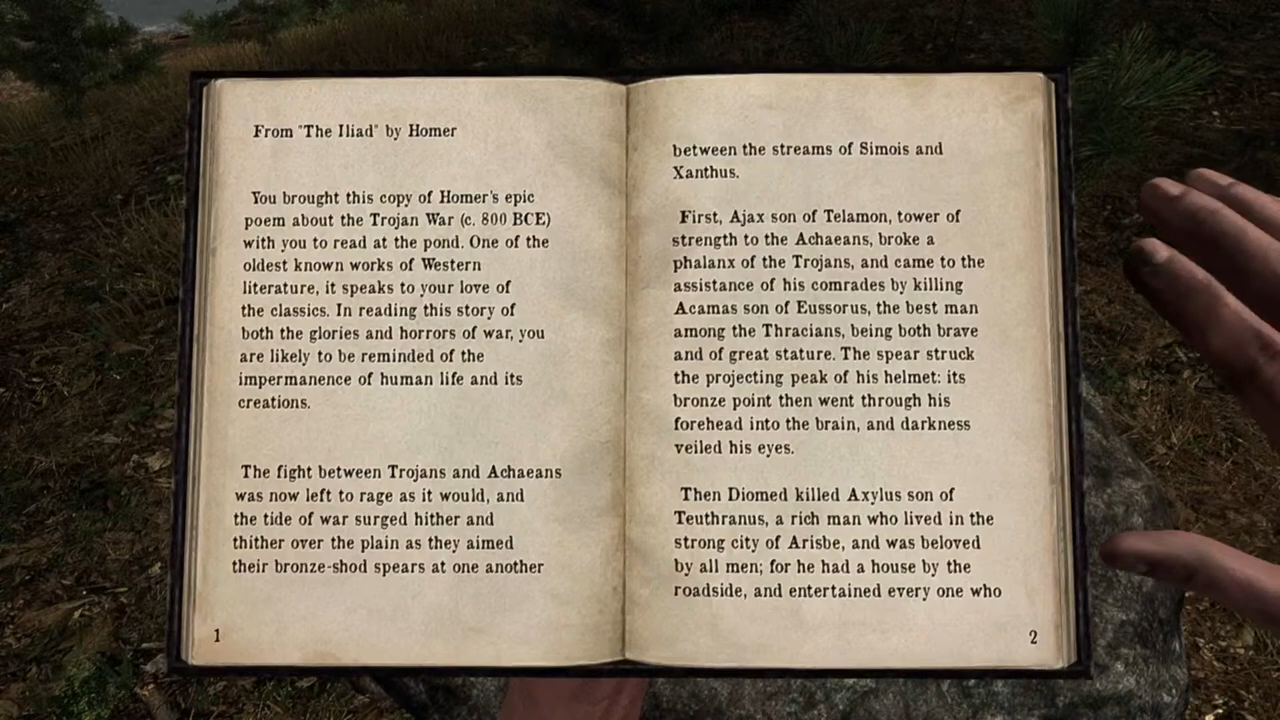 From "The Iliad" by Homer
You brought this copy of Homer's epic
poem about the Trojan War (c. 800 BCE)
with you to read at the pond. One of the
oldest known works of Western
literature, it speaks to your love of
the classics. In reading this story of
both the glories and horrors of war, you
are likely to be reminded of the
impermanence of human life and its
creations.
The fight between Trojans and Achaeans
was now left to rage as it would, and
the tide of war surged hither and
thither over the plain as they aimed
their bronze-shod spears at one another
1
between the streams of Simois and
Xanthus.
First, Ajax son of Telamon, tower of
strength to the Achaeans, broke a
phalanx of the Trojans, and came to the
assistance of his comrades by killing
Acamas son of Eussorus, the best man
among the Thracians, being both brave
and of great stature. The spear struck
the projecting peak of his helmet: its
bronze point then went through his
forehead into the brain, and darkness
veiled his eyes.
Then Diomed killed Axylus son of
Teuthranus, a rich man who lived in the
strong city of Arisbe, and was beloved
by all men; for he had a house by the
roadside, and entertained every one who
2